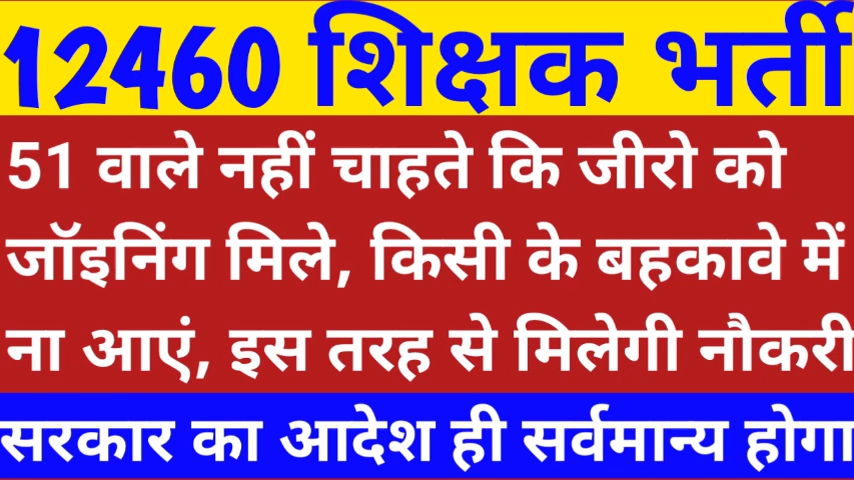 12460 शिक्षक भर्ती
51 वाले नहीं चाहते कि जीरो को
जॉइनिंग मिले, किसी के बहकावे में
ना आएं, इस तरह से मिलेगी नौकरी
सरकार का आदेश ही सर्वमान्य होगा